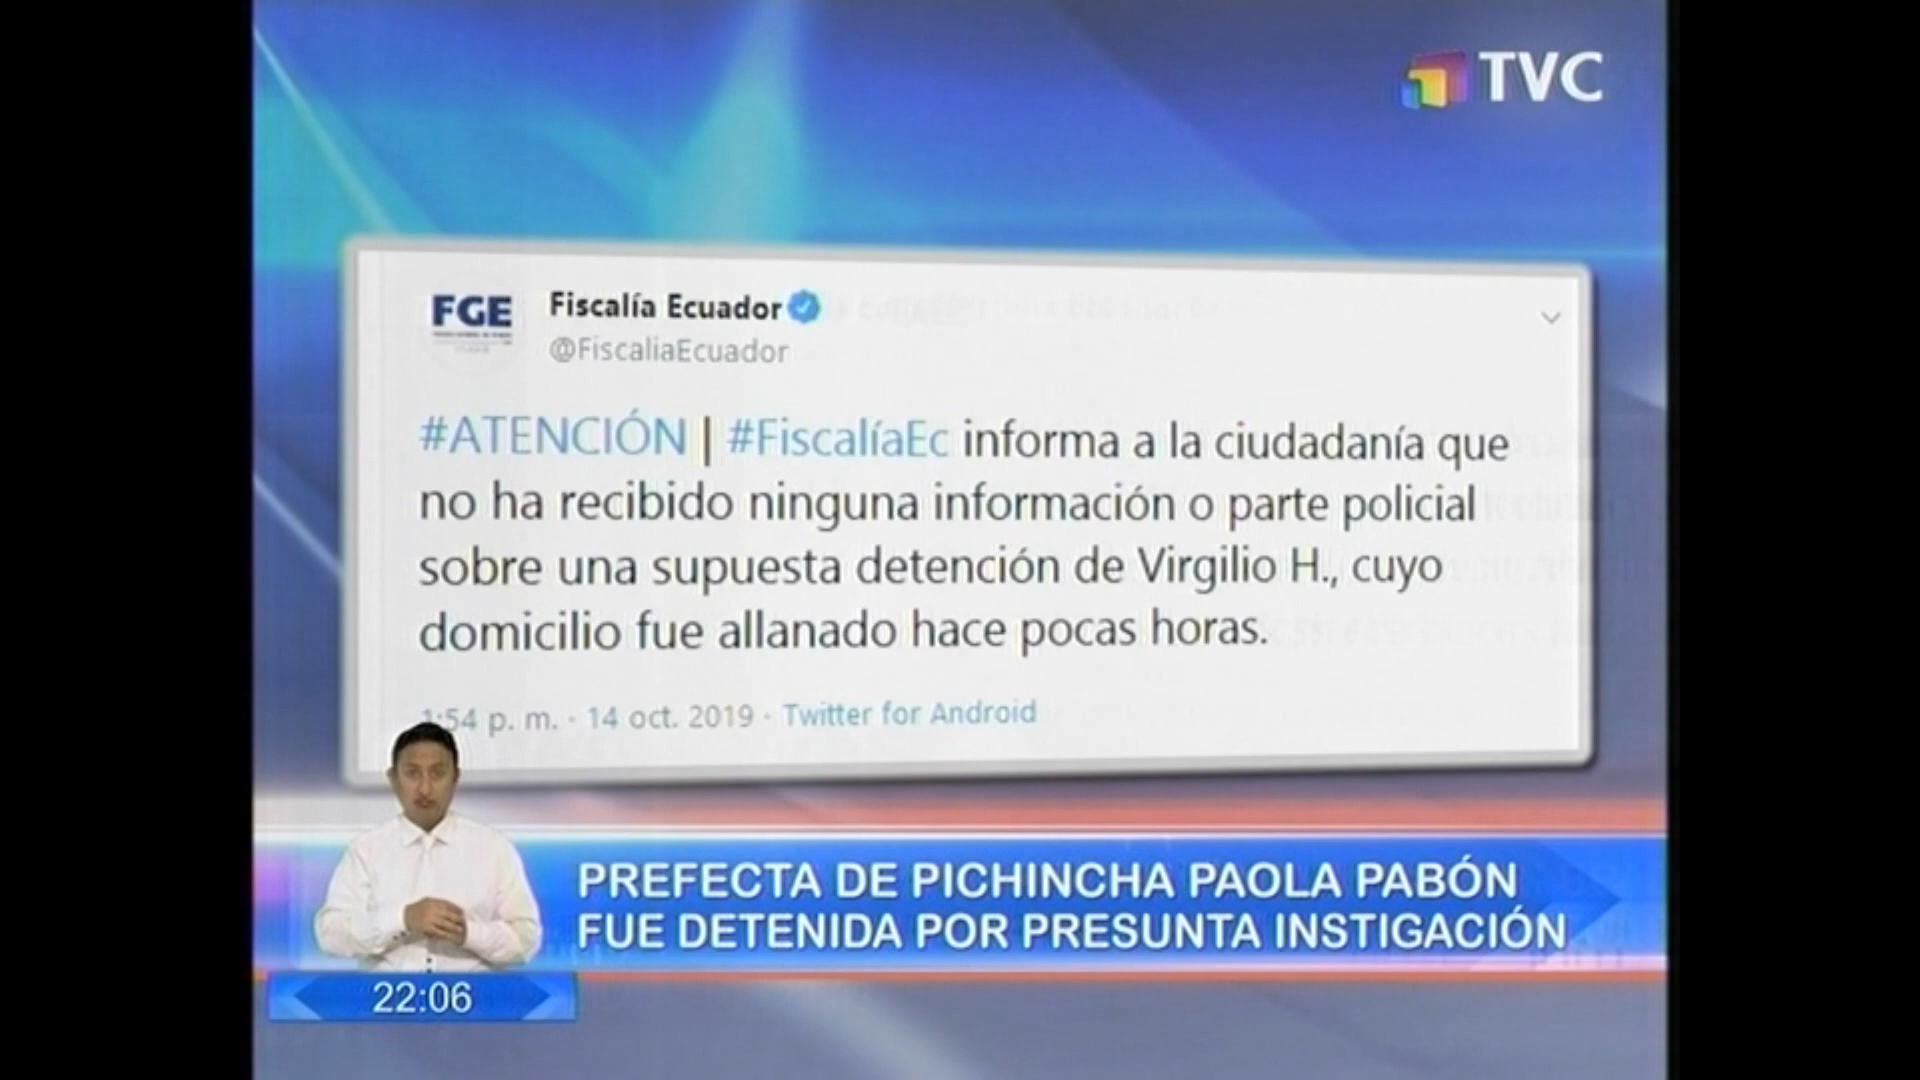 TVC
FGE
Fiscalía Ecuador
@FiscaliaEcuador
#ATENCIÓN | #FiscalíaEc informa a la ciudadanía que
no ha recibido ninguna información o parte policial
sobre una supuesta detención de Virgilio H., cuyo
domicilio fue allanado hace pocas horas.
1:54 p. m. · 14 oct. 2019 · Twitter for Android
PREFECTA DE PICHINCHA PAOLA PABÓN
FUE DETENIDA POR PRESUNTA INSTIGACIÓN
22:06